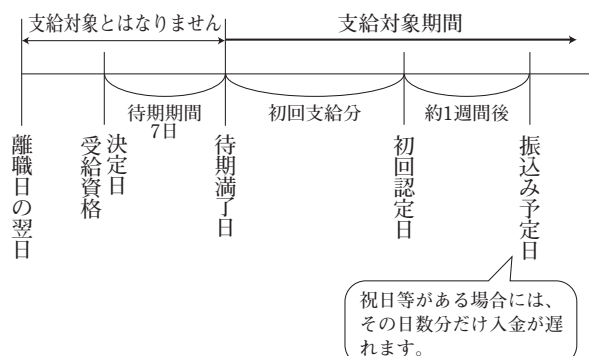 支給対象とはなりません
支給対象期間
待期期間
7日
初回支給分
約1週間後
離職日の翌日
受給資格
決定日
待期満了日
初回認定日
振込み予定日
祝日等がある場合には、
その日数分だけ入金が遅
れます。